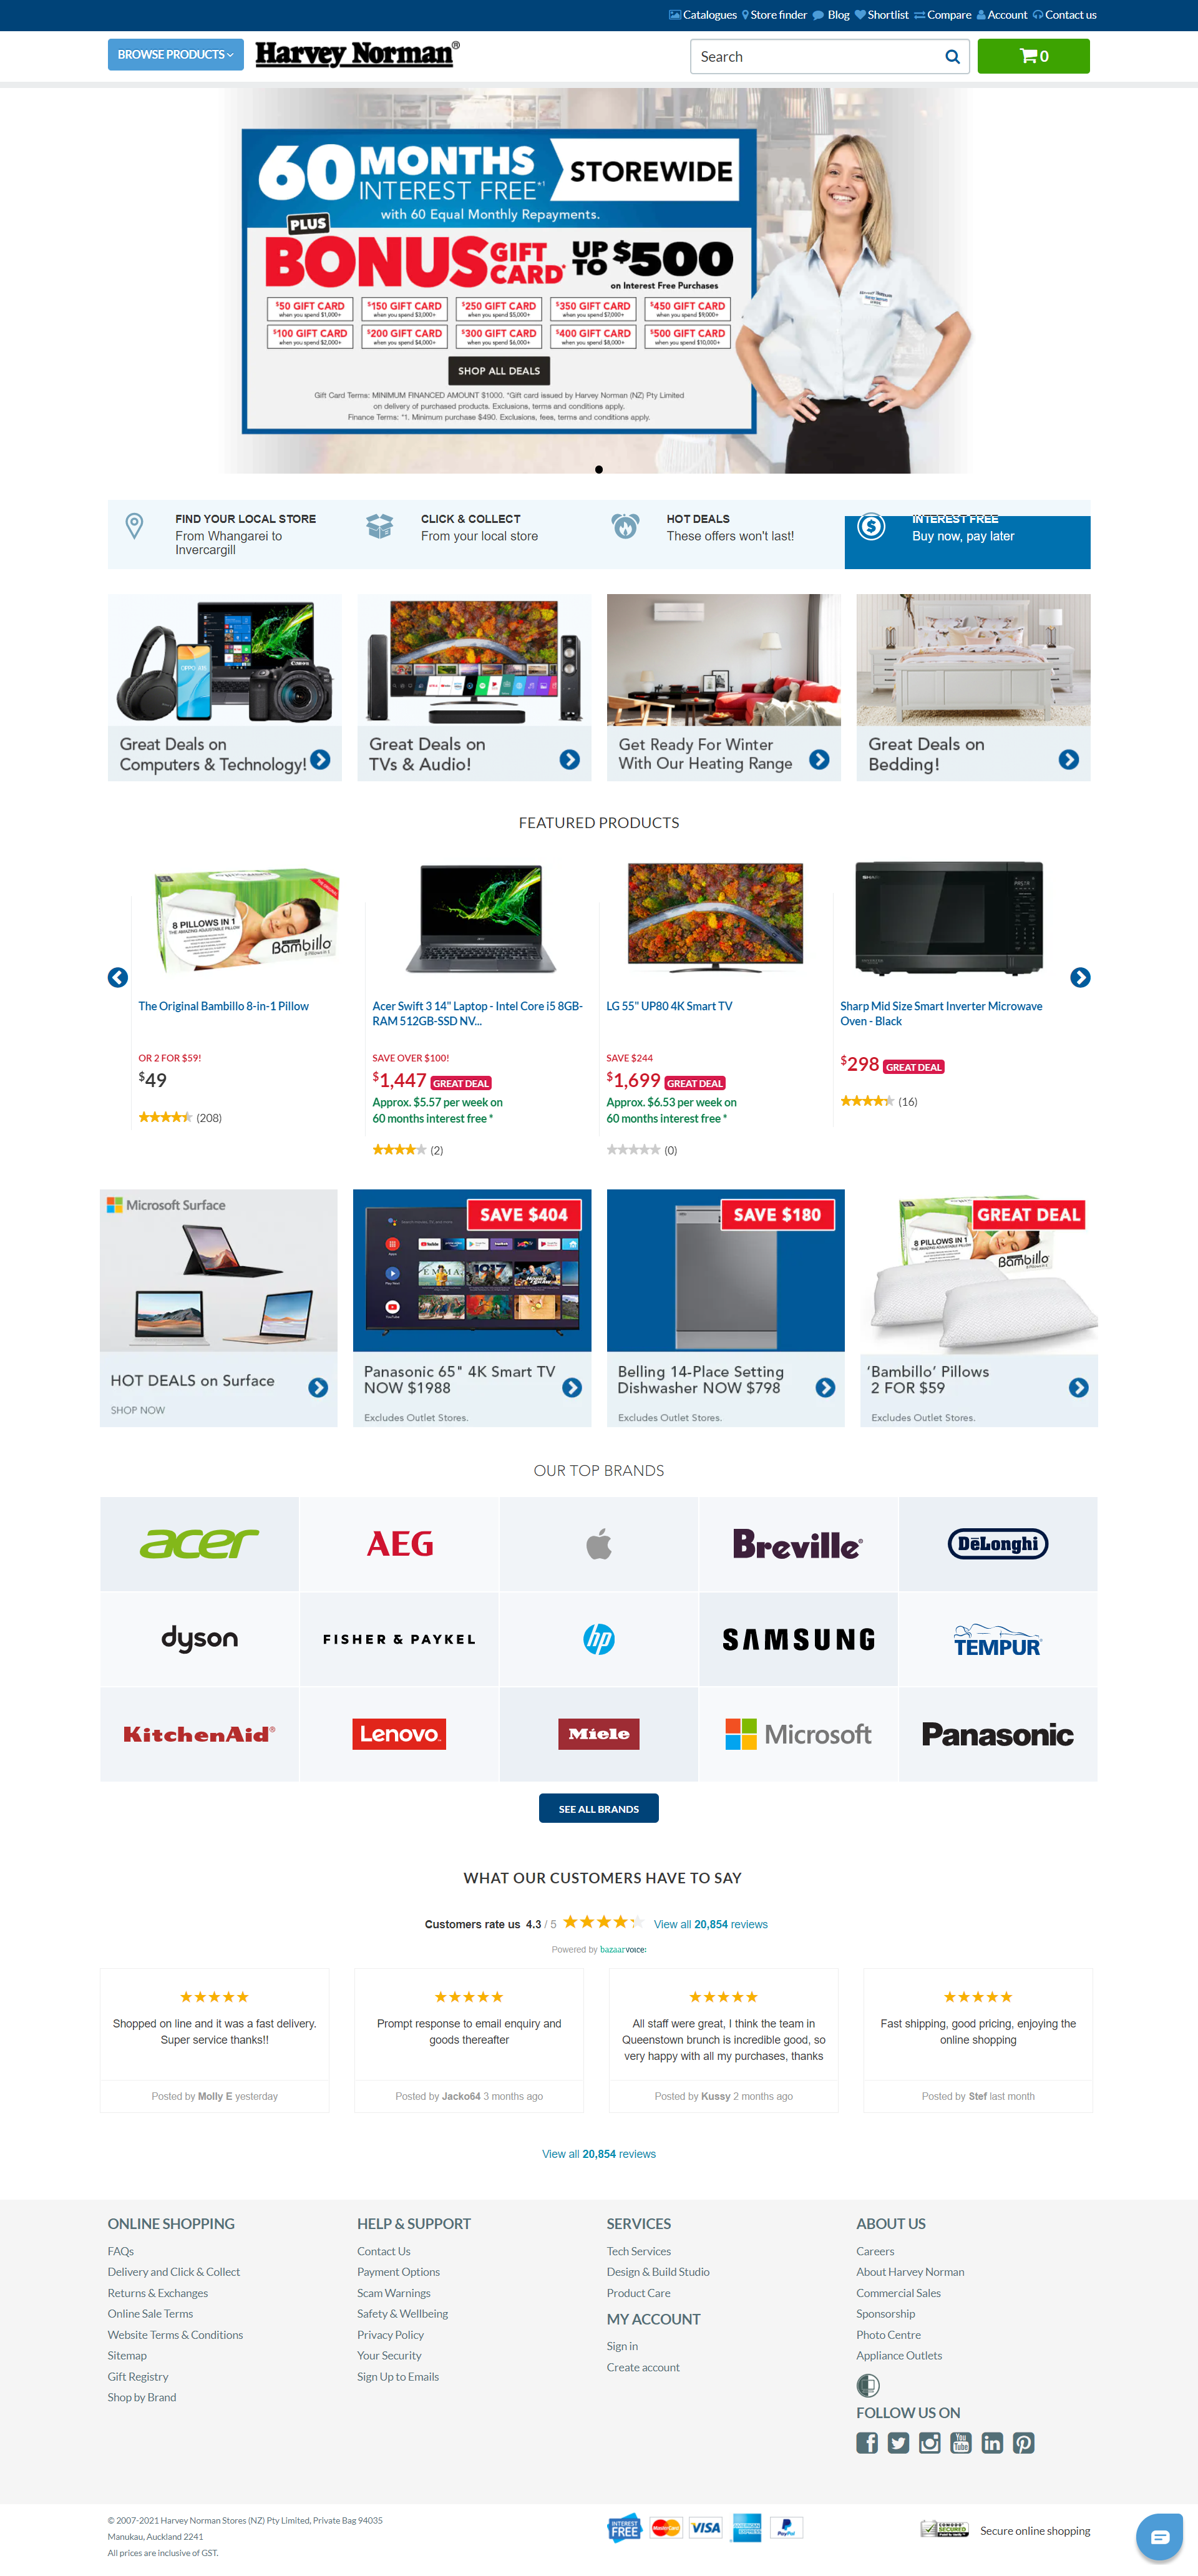 Catalogues Store finder Blog Shortlist Compare Account Contact us
BROWSE PRODUCTS Harvey Norman® Search 0
60 MONTHS INTEREST FREE*1 STOREWIDE
with 60 Equal Monthly Repayments.
PLUS
BONUS GIFT CARD* UP TO $500
on Interest Free Purchases
$50 GIFT CARD $150 GIFT CARD $250 GIFT CARD $350 GIFT CARD $450 GIFT CARD
when you spend $1,000+ when you spend $3,000+ when you spend $5,000+ when you spend $7,000+ when you spend $9,000+
$100 GIFT CARD $200 GIFT CARD $300 GIFT CARD $400 GIFT CARD $500 GIFT CARD
when you spend $2,000+ when you spend $4,000+ when you spend $6,000+ when you spend $8,000+ when you spend $10,000+
SHOP ALL DEALS
Gift Card Terms: MINIMUM FINANCED AMOUNT $1000. *Gift card issued by Harvey Norman (NZ) Pty Limited
on delivery of purchased products. Exclusions, terms and conditions apply.
Finance Terms: *1. Minimum purchase $490. Exclusions, fees, terms and conditions apply.
FIND YOUR LOCAL STORE CLICK & COLLECT HOT DEALS INTEREST FREE
From Whangarei to From your local store These offers won't last! Buy now, pay later
Invercargill
Great Deals on Great Deals on Get Ready For Winter Great Deals on
Computers & Technology! TVs & Audio! With Our Heating Range Bedding!
FEATURED PRODUCTS
8 PILLOWS IN 1
Bambillo
The Original Bambillo 8-in-1 Pillow Acer Swift 3 14" Laptop - Intel Core i5 8GB- LG 55" UP80 4K Smart TV Sharp Mid Size Smart Inverter Microwave
RAM 512GB-SSD NV... Oven - Black
OR 2 FOR $59! SAVE OVER $100! SAVE $244
$49 $1,447 GREAT DEAL $1,699 GREAT DEAL $298 GREAT DEAL
Approx. $5.57 per week on Approx. $6.53 per week on
60 months interest free * 60 months interest free *
(208) (2) (0) (16)
Microsoft Surface SAVE $404 SAVE $180 GREAT DEAL
8 PILLOWS IN 1
Bambillo
HOT DEALS on Surface Panasonic 65" 4K Smart TV Belling 14-Place Setting 'Bambillo' Pillows
NOW $1988 Dishwasher NOW $798 2 FOR $59
SHOP NOW Excludes Outlet Stores. Excludes Outlet Stores. Excludes Outlet Stores.
OUR TOP BRANDS
acer AEG Breville DēLonghi
dyson FISHER & PAYKEL hp SAMSUNG TEMPUR
KitchenAid® Lenovo Miele Microsoft Panasonic
SEE ALL BRANDS
WHAT OUR CUSTOMERS HAVE TO SAY
Customers rate us 4.3 / 5 View all 20,854 reviews
Powered by bazaarvoice:
Shopped on line and it was a fast delivery.
Super service thanks!!
Posted by Molly E yesterday
Prompt response to email enquiry and
goods thereafter
Posted by Jacko64 3 months ago
All staff were great, I think the team in
Queenstown brunch is incredible good, so
very happy with all my purchases, thanks
Posted by Kussy 2 months ago
Fast shipping, good pricing, enjoying the
online shopping
Posted by Stef last month
View all 20,854 reviews
ONLINE SHOPPING
FAQs
Delivery and Click & Collect
Returns & Exchanges
Online Sale Terms
Website Terms & Conditions
Sitemap
Gift Registry
Shop by Brand
HELP & SUPPORT
Contact Us
Payment Options
Scam Warnings
Safety & Wellbeing
Privacy Policy
Your Security
Sign Up to Emails
SERVICES
Tech Services
Design & Build Studio
Product Care
MY ACCOUNT
Sign in
Create account
ABOUT US
Careers
About Harvey Norman
Commercial Sales
Sponsorship
Photo Centre
Appliance Outlets
FOLLOW US ON
You Tube
© 2007-2021 Harvey Norman Stores (NZ) Pty Limited, Private Bag 94035
Manukau, Auckland 2241
All prices are inclusive of GST.
INTEREST FREE MasterCard VISA AMERICAN EXPRESS PayPal
SECURED Secure online shopping